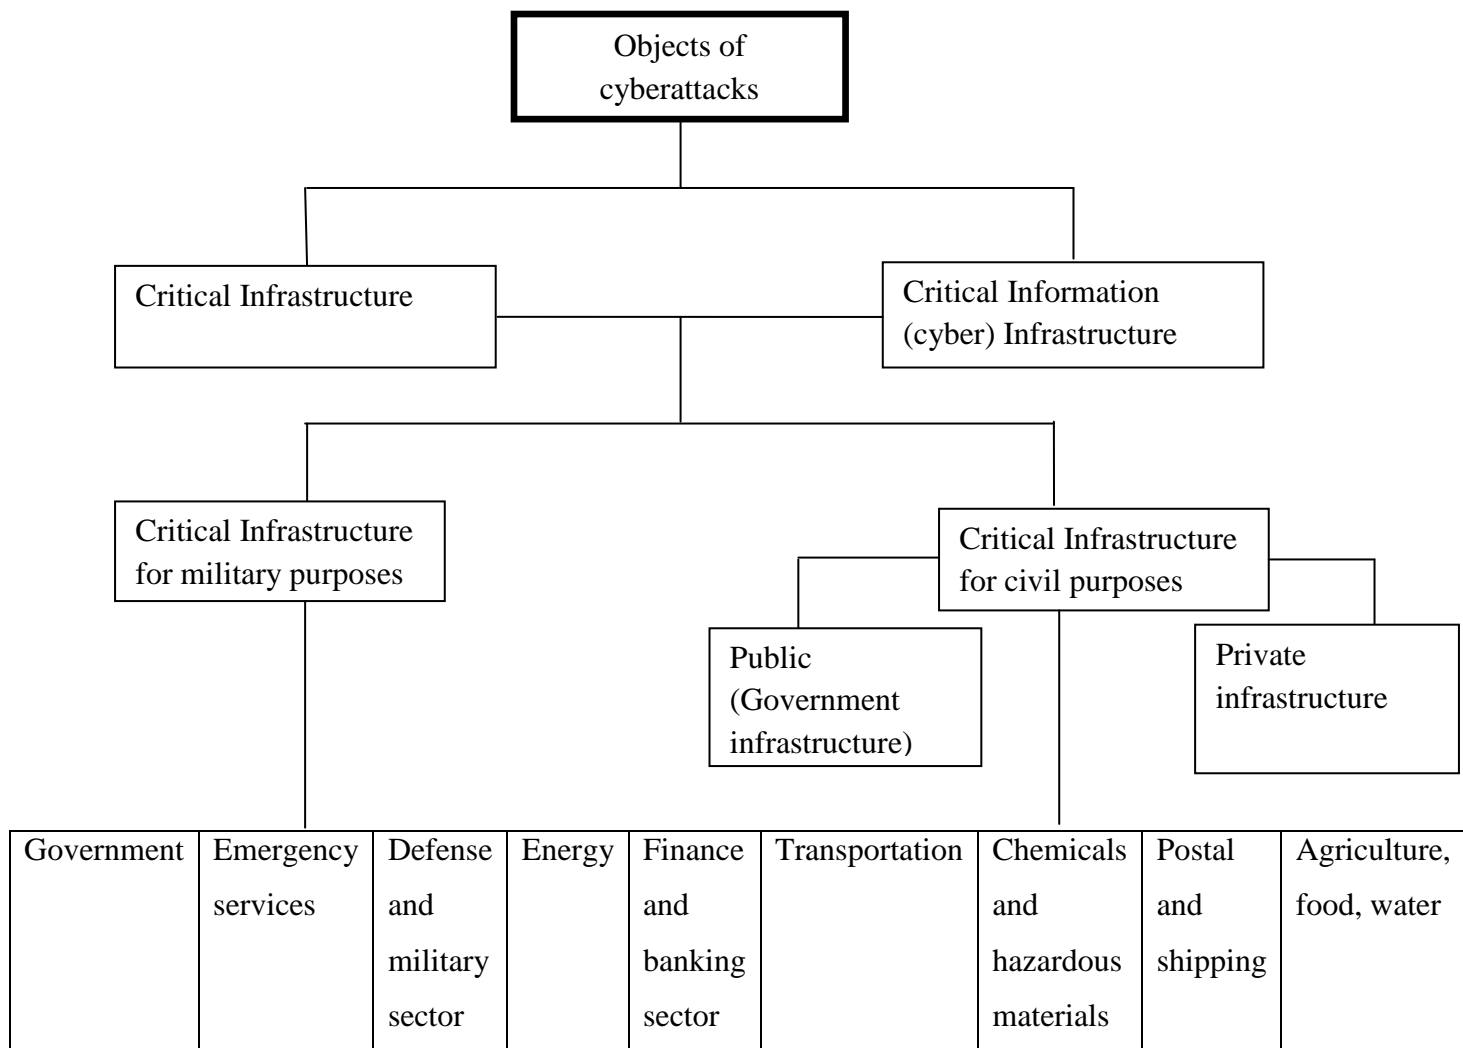 Objects of
cyberattacks
Critical Infrastructure
Critical Information
(cyber) Infrastructure
Critical Infrastructure
for military purposes
Critical Infrastructure
for civil purposes
Public
(Government
infrastructure)
Private
infrastructure
Government
Emergency
services
Defense
and
military
sector
Energy
Finance
and
banking
sector
Transportation
Chemicals
and
hazardous
materials
Postal
and
shipping
Agriculture,
food, water